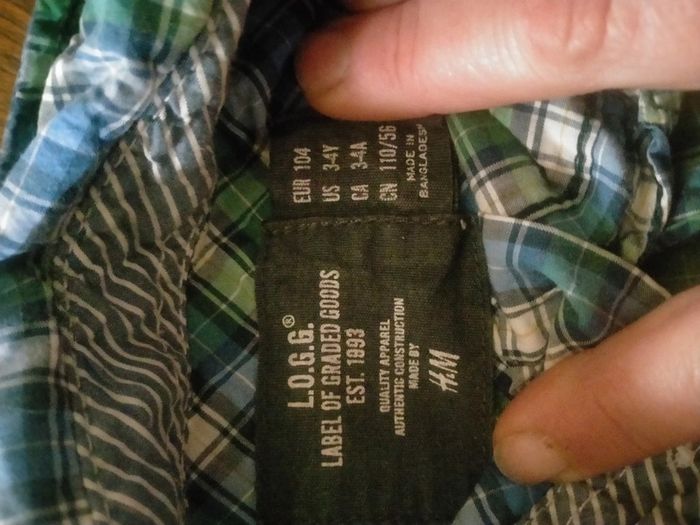 EUR 104
US 3-4Y
CA 3-4A
CN 110/56
MADE IN
BANGLADESH
L.O.G.G.®
LABEL OF GRADED GOODS
EST. 1993
QUALITY APPAREL
AUTHENTIC CONSTRUCTION
MADE BY
H&M